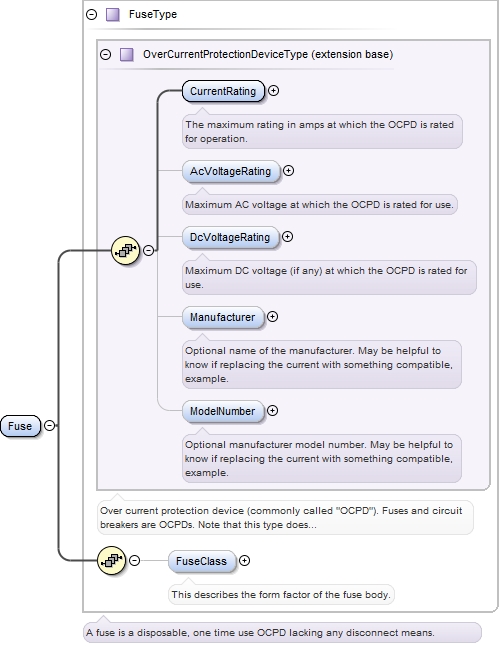 FuseType
OverCurrentProtectionDeviceType (extension base)
CurrentRating
The maximum rating in amps at which the OCPD is rated
for operation.
AcVoltageRating
Maximum AC voltage at which the OCPD is rated for use.
DcVoltageRating
Maximum DC voltage (if any) at which the OCPD is rated for
use.
Manufacturer
Optional name of the manufacturer. May be helpful to
know if replacing the current with something compatible,
example.
ModelNumber
Optional manufacturer model number. May be helpful to
know if replacing the current with something compatible,
example.
Fuse
Over current protection device (commonly called "OCPD"). Fuses and circuit
breakers are OCPDs. Note that this type does...
FuseClass
This describes the form factor of the fuse body.
A fuse is a disposable, one time use OCPD lacking any disconnect means.